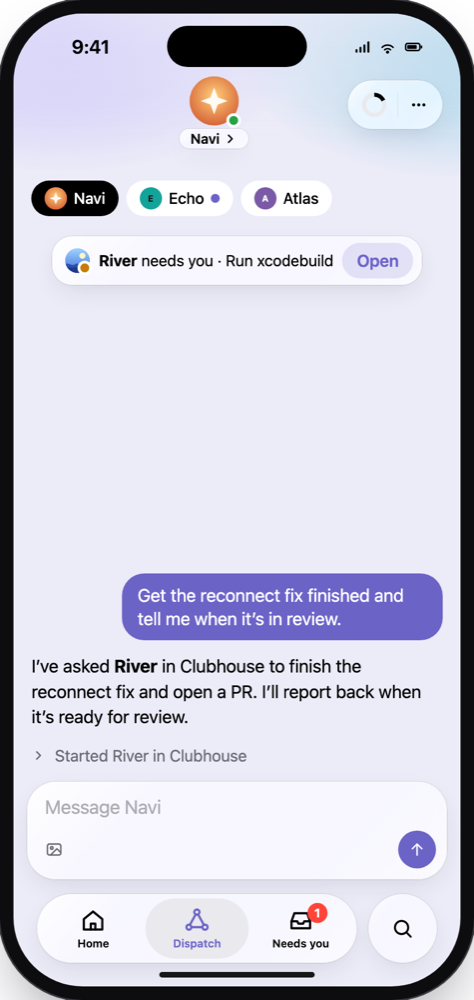 9:41
Navi
Navi
E
Echo
A
Atlas
River needs you · Run xcodebuild
Open
Get the reconnect fix finished and
tell me when it’s in review.
I’ve asked River in Clubhouse to finish the
reconnect fix and open a PR. I’ll report back when
it’s ready for review.
Started River in Clubhouse
Message Navi
Home
Dispatch
1
Needs you